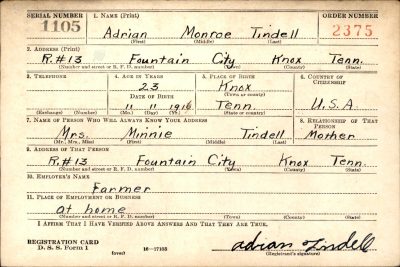 SERIAL NUMBER 1. NAME (Print) ORDER NUMBER
1105 Adrian Monroe Tindell 2375
(First) (Middle) (Last)
2. ADDRESS (Print)
R.#13 Fountain City Knox Tenn.
(Number and street or R. F. D. number) (Town) (County) (State)
3. TELEPHONE 4. AGE IN YEARS 5. PLACE OF BIRTH 6. COUNTRY OF CITIZENSHIP
23 Knox
DATE OF BIRTH (Town or county)
11 11 1916 Tenn. U.S.A
(Exchange) (Number) (Mo.) (Day) (Yr.) (State or country)
7. NAME OF PERSON WHO WILL ALWAYS KNOW YOUR ADDRESS 8. RELATIONSHIP OF THAT PERSON
Mrs. Minnie Tindell Mother
(Mr., Mrs., Miss) (First) (Middle) (Last)
9. ADDRESS OF THAT PERSON
R.#13 Fountain City Knox Tenn.
(Number and street or R. F. D. number) (Town) (County) (State)
10. EMPLOYER'S NAME
Farmer
11. PLACE OF EMPLOYMENT OR BUSINESS
at home
(Number and street or R. F. D. number) (Town) (County) (State)
I AFFIRM THAT I HAVE VERIFIED ABOVE ANSWERS AND THAT THEY ARE TRUE.
REGISTRATION CARD
D. S. S. Form 1 (over) 16—17105
adrian Tindell
(Registrant's signature)